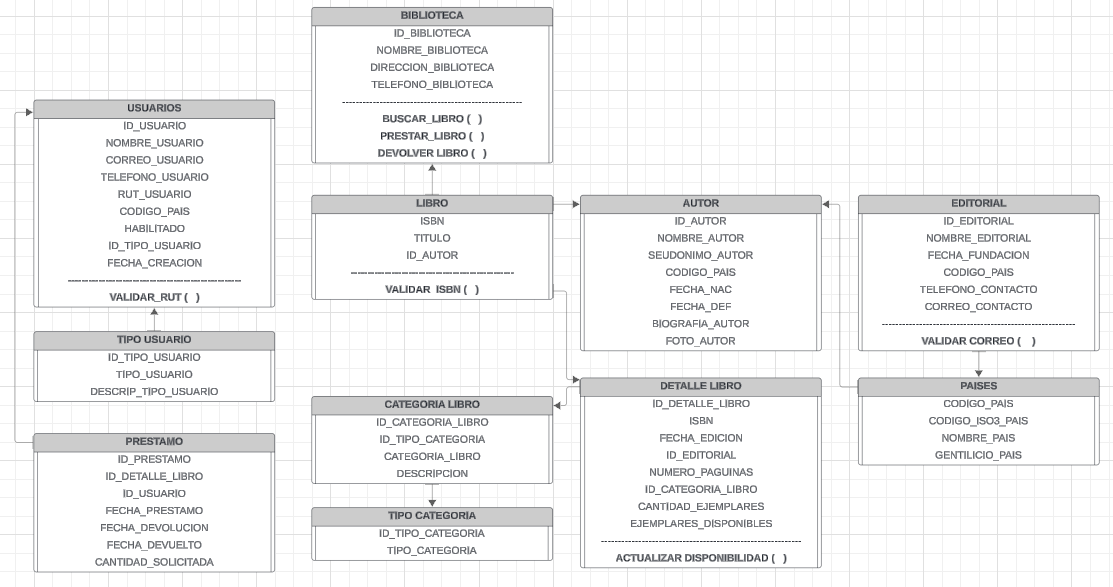 BIBLIOTECA
ID_BIBLIOTECA
NOMBRE_BIBLIOTECA
DIRECCION_BIBLIOTECA
TELEFONO_BIBLIOTECA
BUSCAR_LIBRO ( )
PRESTAR_LIBRO ( )
DEVOLVER LIBRO ( )
USUARIOS
ID_USUARIO
NOMBRE_USUARIO
CORREO_USUARIO
TELEFONO_USUARIO
RUT_USUARIO
CODIGO_PAIS
HABILITADO
ID_TIPO_USUARIO
FECHA_CREACION
VALIDAR_RUT ( )
LIBRO
ISBN
TITULO
ID_AUTOR
VALIDAR_ISBN ( )
AUTOR
ID_AUTOR
NOMBRE_AUTOR
SEUDONIMO_AUTOR
CODIGO_PAIS
FECHA_NAC
FECHA_DEF
BIOGRAFIA_AUTOR
FOTO_AUTOR
EDITORIAL
ID_EDITORIAL
NOMBRE_EDITORIAL
FECHA_FUNDACION
CODIGO_PAIS
TELEFONO_CONTACTO
CORREO_CONTACTO
VALIDAR CORREO ( )
TIPO USUARIO
ID_TIPO_USUARIO
TIPO_USUARIO
DESCRIP_TIPO_USUARIO
PRESTAMO
ID_PRESTAMO
ID_DETALLE_LIBRO
ID_USUARIO
FECHA_PRESTAMO
FECHA_DEVOLUCION
FECHA_DEVUELTO
CANTIDAD_SOLICITADA
CATEGORIA LIBRO
ID_CATEGORIA_LIBRO
ID_TIPO_CATEGORIA
CATEGORIA_LIBRO
DESCRIPCION
TIPO CATEGORIA
ID_TIPO_CATEGORIA
TIPO_CATEGORIA
DETALLE LIBRO
ID_DETALLE_LIBRO
ISBN
FECHA_EDICION
ID_EDITORIAL
NUMERO_PAGUINAS
ID_CATEGORIA_LIBRO
CANTIDAD_EJEMPLARES
EJEMPLARES_DISPONIBLES
ACTUALIZAR DISPONIBILIDAD ( )
PAISES
CODIGO_PAIS
CODIGO_ISO3_PAIS
NOMBRE_PAIS
GENTILICIO_PAIS